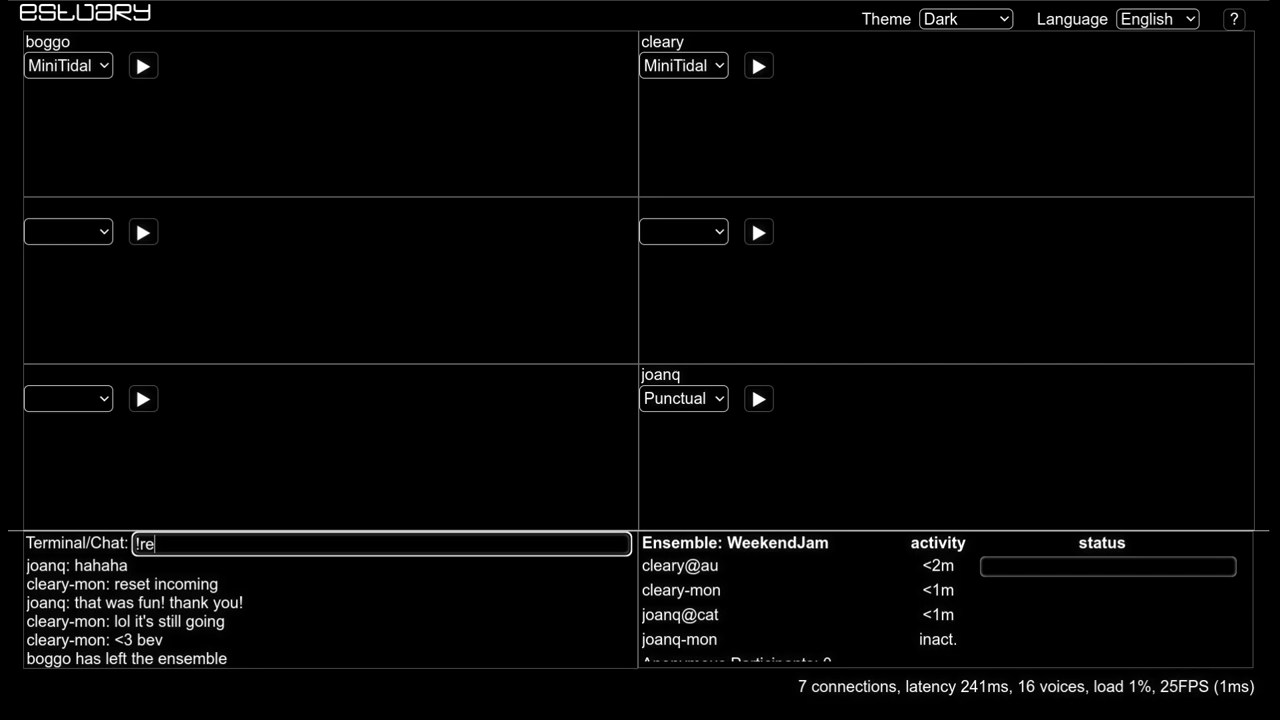 estuary
Theme Dark Language English ?
boggo
MiniTidal
cleary
MiniTidal
joanq
Punctual
Terminal/Chat: !re
joanq: hahaha
cleary-mon: reset incoming
joanq: that was fun! thank you!
cleary-mon: lol it's still going
cleary-mon: <3 bev
boggo has left the ensemble
Ensemble: WeekendJam activity status
cleary@au <2m
cleary-mon <1m
joanq@cat <1m
joanq-mon inact.
Anonymous Participants: 0
7 connections, latency 241ms, 16 voices, load 1%, 25FPS (1ms)